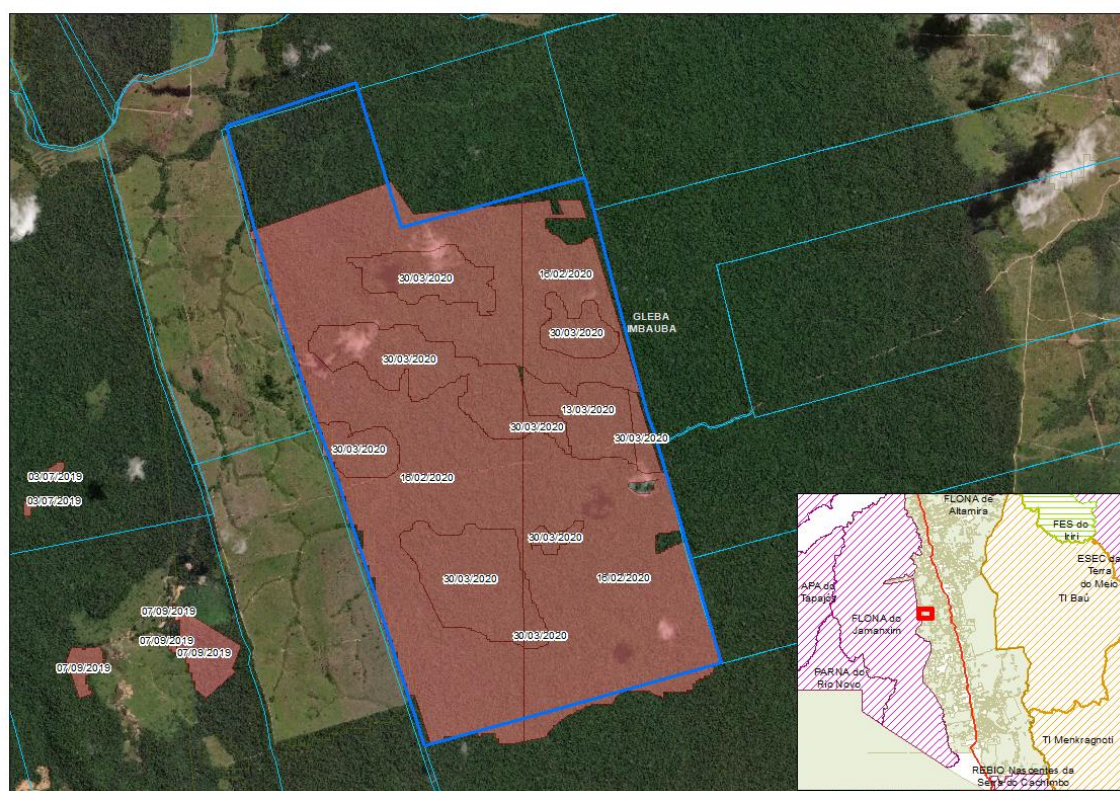 30/03/2020
16/02/2020
GLEBA
IMBAUBA
30/03/2020
30/03/2020
13/03/2020
30/03/2020
30/03/2020
30/03/2020
16/02/2020
03/07/2019
03/07/2019
30/03/2020
30/03/2020
16/02/2020
07/09/2019
07/09/2019
07/09/2019
07/09/2019
30/03/2020
FLONA de
Altamira
FES do
Iriri
ESEC da
Terra
do Meio
APA do
Tapajós
TI Baú
FLONA do
Jamanxim
PARNA do
Rio Novo
TI Menkragnoti
REBIO Nascentes da
Serra do Cachimbo